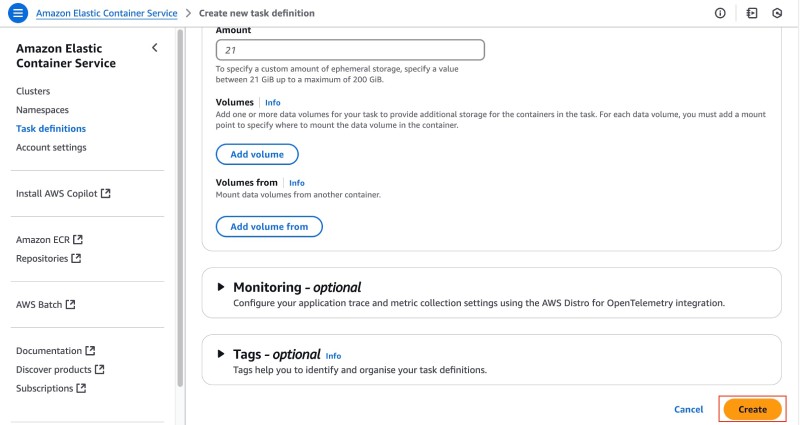 Amazon Elastic Container Service > Create new task definition
Amazon Elastic
Container Service
Clusters
Namespaces
Task definitions
Account settings
Install AWS Copilot
Amazon ECR
Repositories
AWS Batch
Documentation
Discover products
Subscriptions
Amount
21
To specify a custom amount of ephemeral storage, specify a value
between 21 GiB up to a maximum of 200 GiB.
Volumes | Info
Add one or more data volumes for your task to provide additional storage for the containers in the task. For each data volume, you must add a mount
point to specify where to mount the data volume in the container.
Add volume
Volumes from | Info
Mount data volumes from another container.
Add volume from
Monitoring - optional
Configure your application trace and metric collection settings using the AWS Distro for OpenTelemetry integration.
Tags - optional Info
Tags help you to identify and organise your task definitions.
Cancel Create